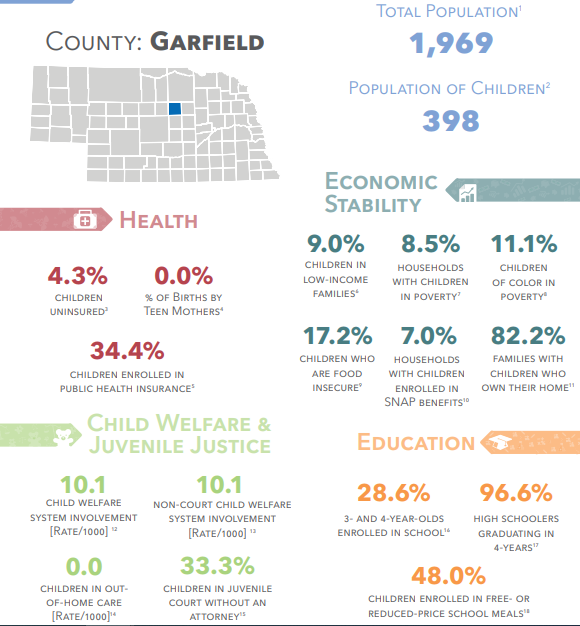 COUNTY: GARFIELD
TOTAL POPULATION¹
1,969
POPULATION OF CHILDREN²
398
HEALTH
4.3%
CHILDREN
UNINSURED³
0.0%
% OF BIRTHS BY
TEEN MOTHERS⁴
34.4%
CHILDREN ENROLLED IN
PUBLIC HEALTH INSURANCE⁵
ECONOMIC
STABILITY
9.0%
CHILDREN IN
LOW-INCOME
FAMILIES⁶
8.5%
HOUSEHOLDS
WITH CHILDREN
IN POVERTY⁷
11.1%
CHILDREN
OF COLOR IN
POVERTY⁸
17.2%
CHILDREN WHO
ARE FOOD
INSECURE⁹
7.0%
HOUSEHOLDS
WITH CHILDREN
ENROLLED IN
SNAP BENEFITS¹⁰
82.2%
FAMILIES WITH
CHILDREN WHO
OWN THEIR HOME¹¹
CHILD WELFARE &
JUVENILE JUSTICE
10.1
CHILD WELFARE
SYSTEM INVOLVEMENT
[RATE/1000] ¹²
10.1
NON-COURT CHILD WELFARE
SYSTEM INVOLVEMENT
[RATE/1000] ¹³
0.0
CHILDREN IN OUT-
OF-HOME CARE
[RATE/1000]¹⁴
33.3%
CHILDREN IN JUVENILE
COURT WITHOUT AN
ATTORNEY¹⁵
EDUCATION
28.6%
3- AND 4-YEAR-OLDS
ENROLLED IN SCHOOL¹⁶
96.6%
HIGH SCHOOLERS
GRADUATING IN
4-YEARS¹⁷
48.0%
CHILDREN ENROLLED IN FREE- OR
REDUCED-PRICE SCHOOL MEALS¹⁸